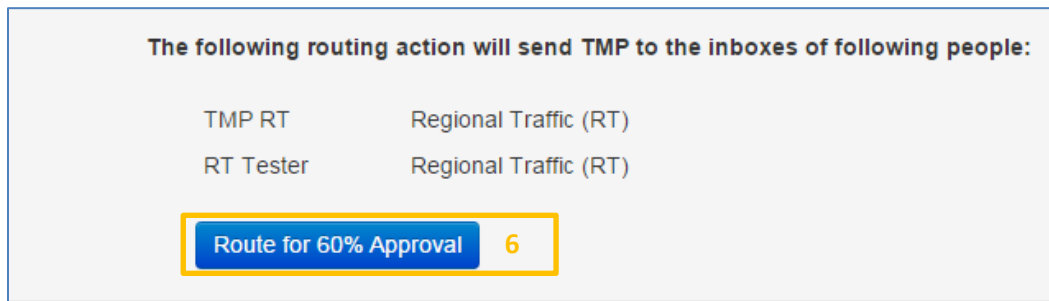 The following routing action will send TMP to the inboxes of following people:
TMP RT Regional Traffic (RT)
RT Tester Regional Traffic (RT)
Route for 60% Approval 6